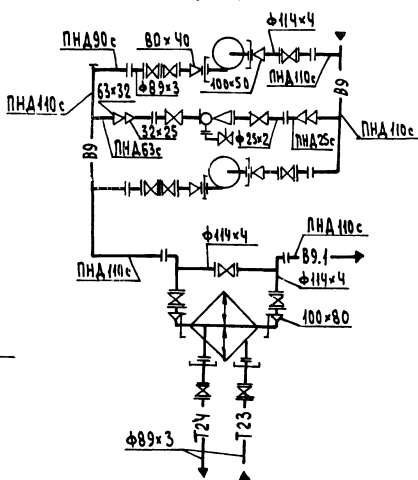 ф114×4
ПНД90с
80×40
ф89×3
100×50
ПНД110с
В9
ПНД110с
63×32
32×25
ф25×2
ПНД25с
ПНД110с
ПНД63с
В9
ф114×4
ПНД110с
В9.1
ПНД110с
ф114×4
100×80
Т24
Т23
ф89×3